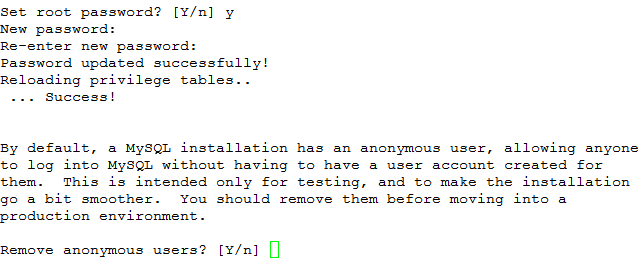 Set root password? [Y/n] y
New password:
Re-enter new password:
Password updated successfully!
Reloading privilege tables..
 ... Success!
By default, a MySQL installation has an anonymous user, allowing anyone
to log into MySQL without having to have a user account created for
them.  This is intended only for testing, and to make the installation
go a bit smoother.  You should remove them before moving into a
production environment.
Remove anonymous users? [Y/n]